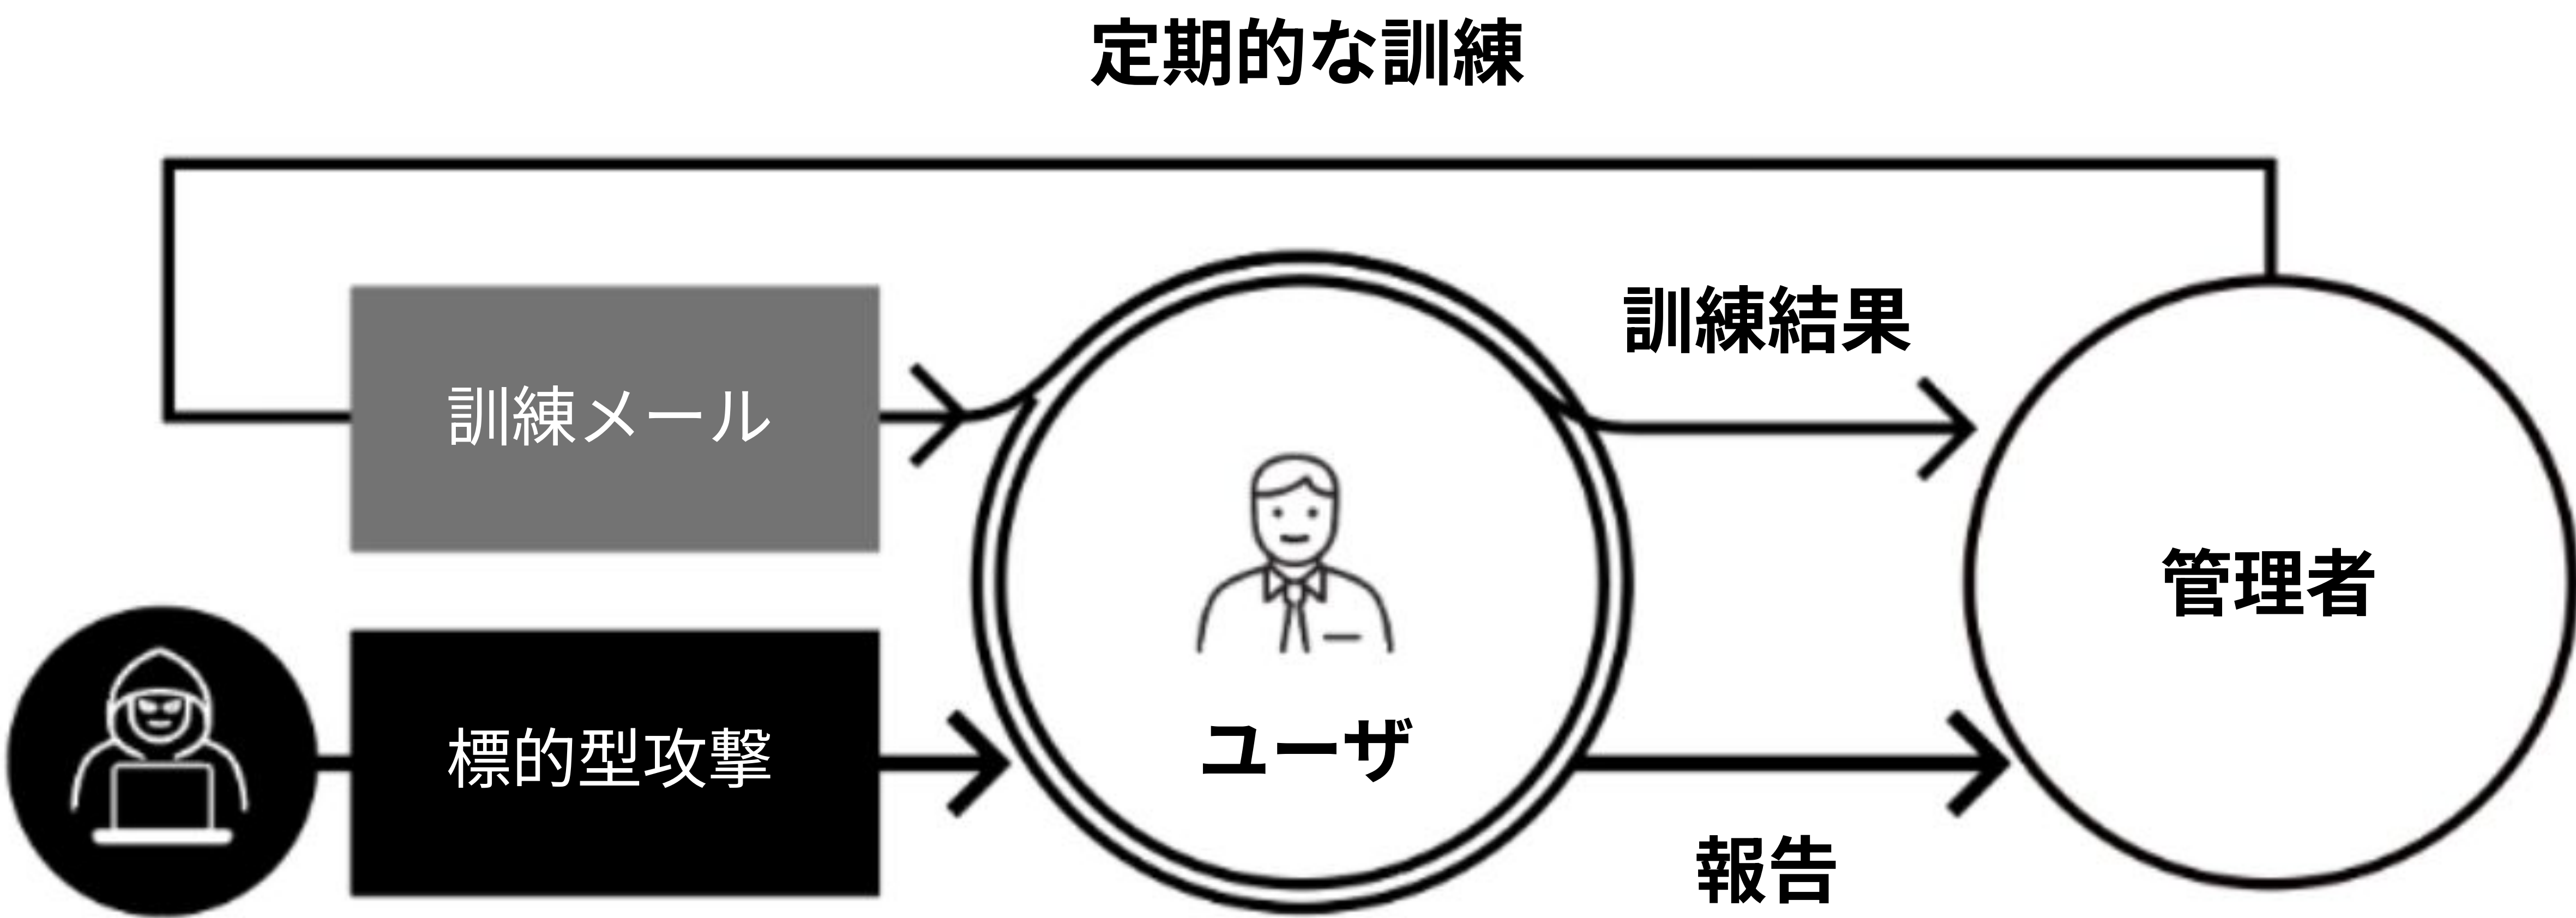 定期的な訓練
訓練結果
訓練メール
管理者
ユーザ
標的型攻撃
報告